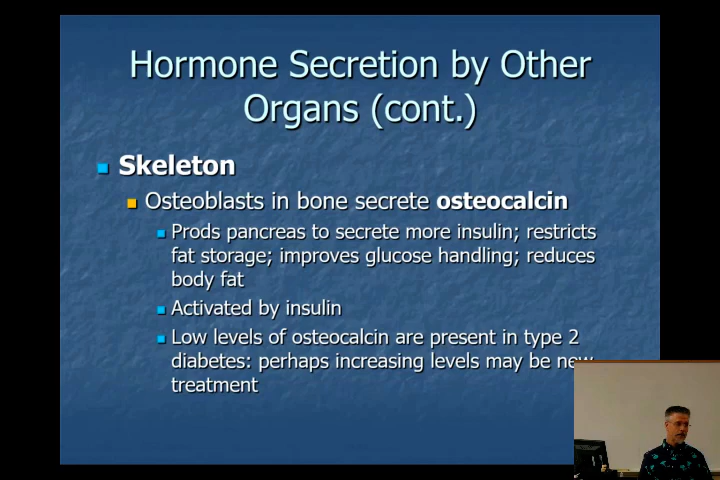 Hormone Secretion by Other
Organs (cont.)
Skeleton
Osteoblasts in bone secrete osteocalcin
Prods pancreas to secrete more insulin; restricts
fat storage; improves glucose handling; reduces
body fat
Activated by insulin
Low levels of osteocalcin are present in type 2
diabetes: perhaps increasing levels may be new
treatment